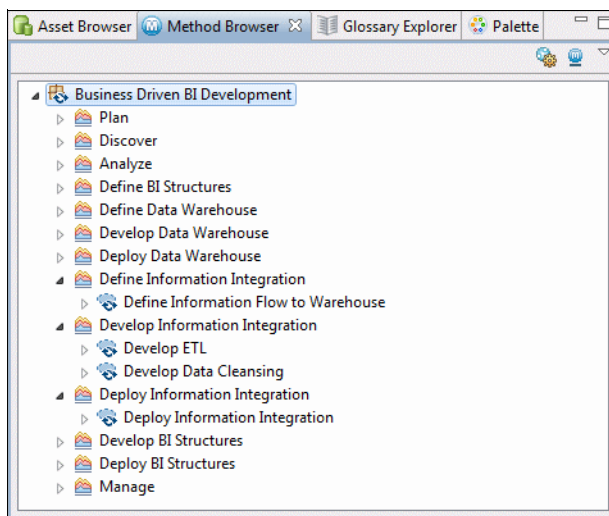 Asset Browser Method Browser Glossary Explorer Palette
Business Driven BI Development
Plan
Discover
Analyze
Define BI Structures
Define Data Warehouse
Develop Data Warehouse
Deploy Data Warehouse
Define Information Integration
Define Information Flow to Warehouse
Develop Information Integration
Develop ETL
Develop Data Cleansing
Deploy Information Integration
Deploy Information Integration
Develop BI Structures
Deploy BI Structures
Manage